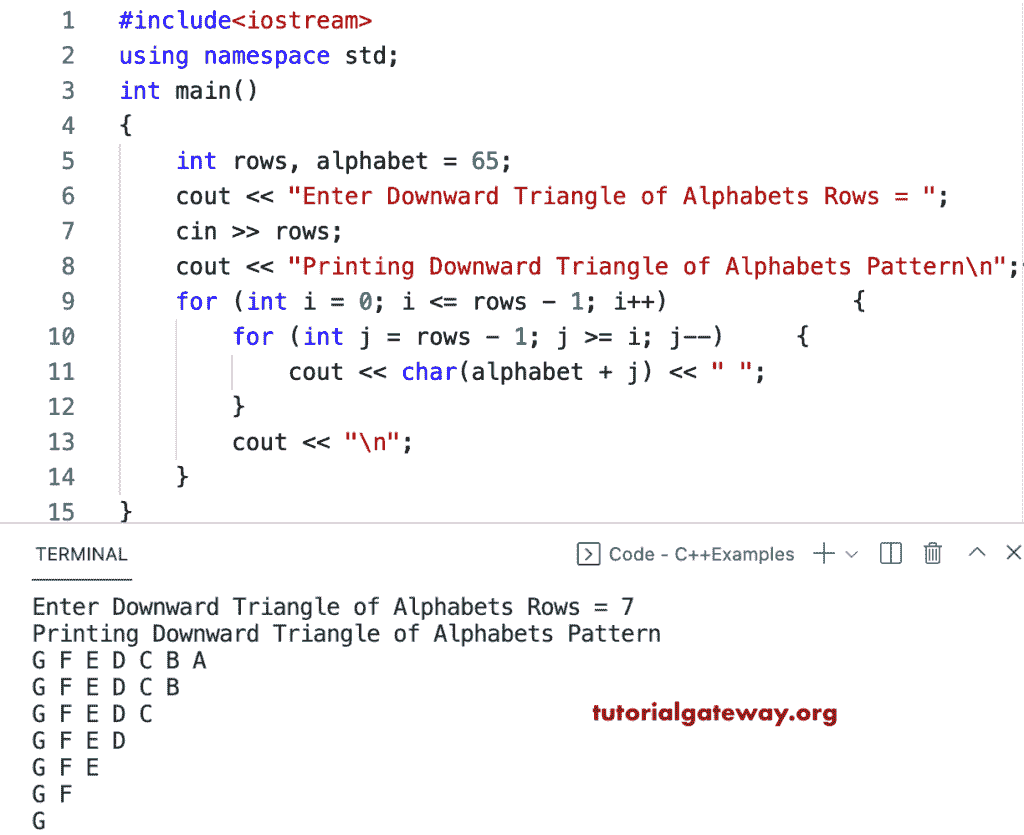 1 #include<iostream>
2 using namespace std;
3 int main()
4 {
5 int rows, alphabet = 65;
6 cout << "Enter Downward Triangle of Alphabets Rows = ";
7 cin >> rows;
8 cout << "Printing Downward Triangle of Alphabets Pattern\n";
9 for (int i = 0; i <= rows - 1; i++) {
10 for (int j = rows - 1; j >= i; j--) {
11 cout << char(alphabet + j) << " ";
12 }
13 cout << "\n";
14 }
15 }
TERMINAL Code - C++Examples
Enter Downward Triangle of Alphabets Rows = 7
Printing Downward Triangle of Alphabets Pattern
G F E D C B A
G F E D C B
G F E D C
tutorialgateway.org
G F E D
G F E
G F
G